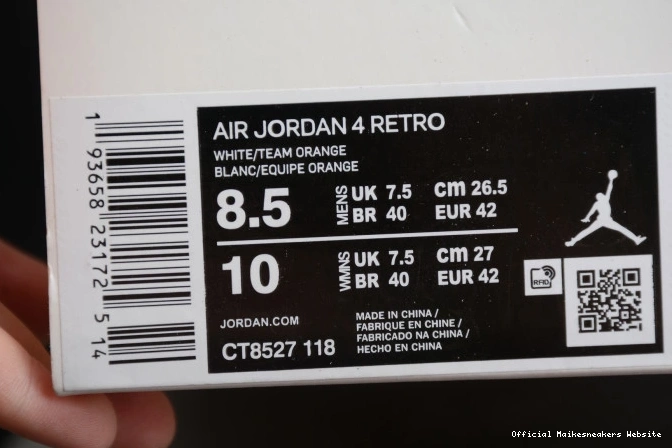 AIR JORDAN 4 RETRO
WHITE/TEAM ORANGE
BLANC/EQUIPE ORANGE
8.5 MENS UK 7.5 cm 26.5
BR 40 EUR 42
10 WMNS UK 7.5 cm 27
BR 40 EUR 42
JORDAN.COM
CT8527 118
MADE IN CHINA /
FABRIQUE EN CHINE /
FABRICADO NA CHINA /
HECHO EN CHINA
RFID
1 93658 23172 5 14
Official Maikesneakers Website